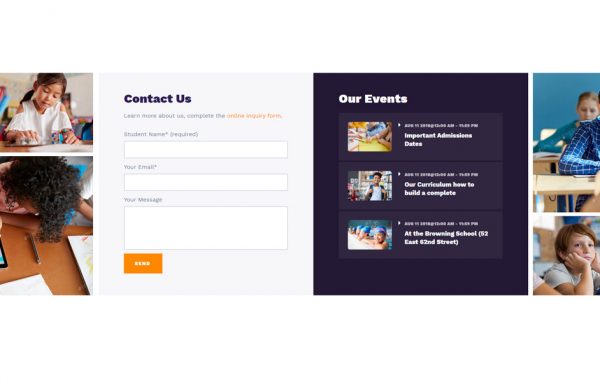 Contact Us
Learn more about us, complete the online inquiry form.
Student Name* (required)
Your Email*
Your Message
SEND
Our Events
AUG 11 2018@12:00 AM - 11:59 PM
Important Admissions
Dates
AUG 11 2018@12:00 AM - 11:59 PM
Our Curriculum how to
build a complete
AUG 11 2018@12:00 AM - 11:59 PM
At the Browning School (52
East 62nd Street)